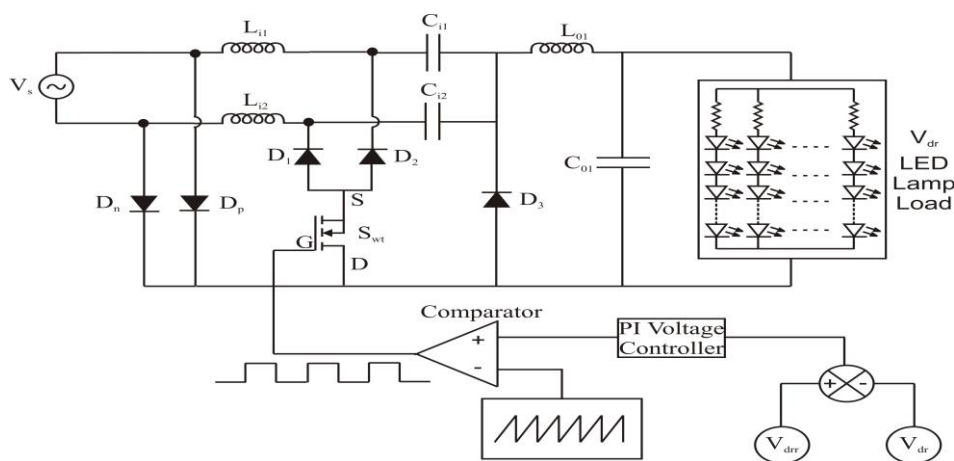 L_i1
C_i1
L_01
V_s
L_i2
C_i2
D_1
D_2
C_01
V_dr
LED
Lamp
Load
D_n
D_p
S
D_3
G
S_wt
D
Comparator
+
-
PI Voltage
Controller
+
-
V_drr
V_dr